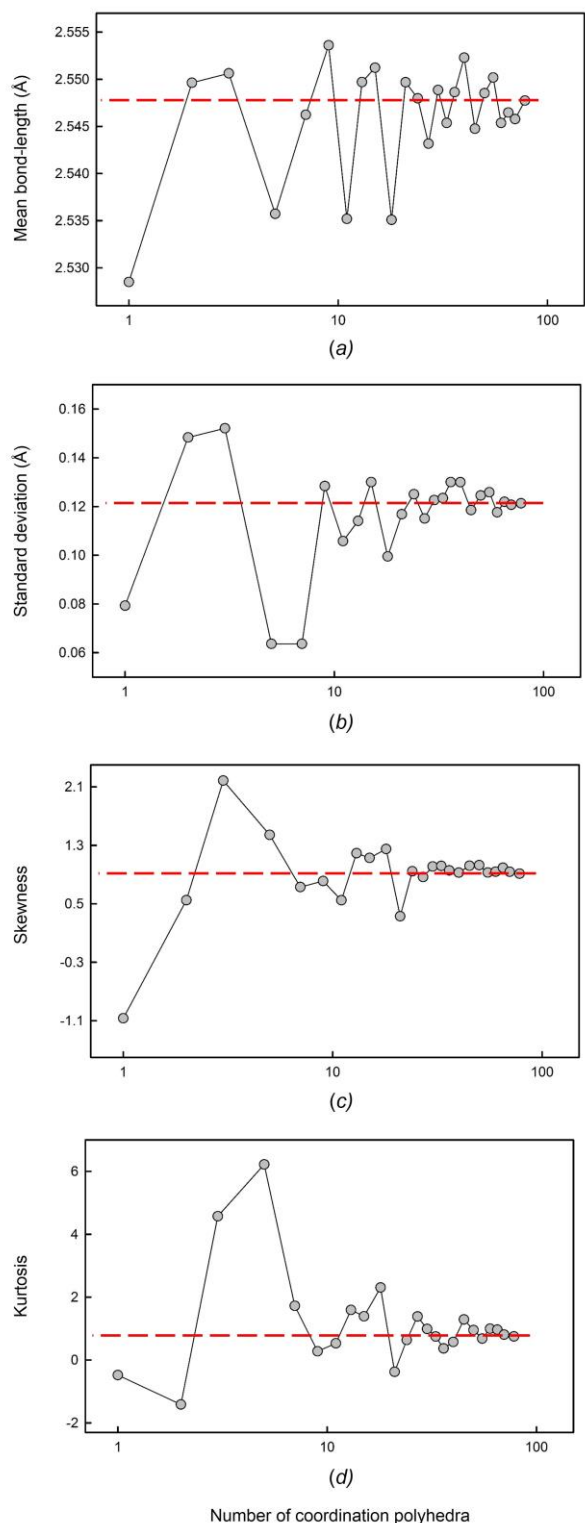 Mean bond-length (Å)
2.555
2.550
2.545
2.540
2.535
2.530
1 10 100
(a)
Standard deviation (Å)
0.16
0.14
0.12
0.10
0.08
0.06
1 10 100
(b)
Skewness
2.1
1.3
0.5
-0.3
-1.1
1 10 100
(c)
Kurtosis
6
4
2
0
-2
1 10 100
(d)
Number of coordination polyhedra